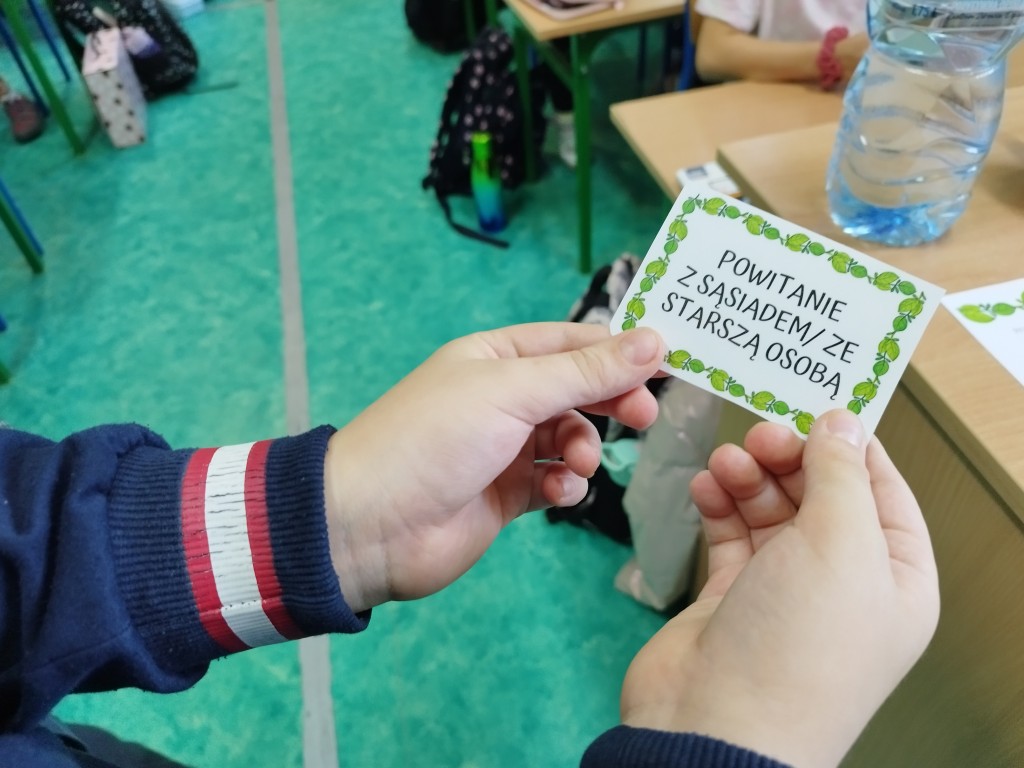 POWITANIE
Z SĄSIADEM/ ZE
STARSZĄ OSOBĄ